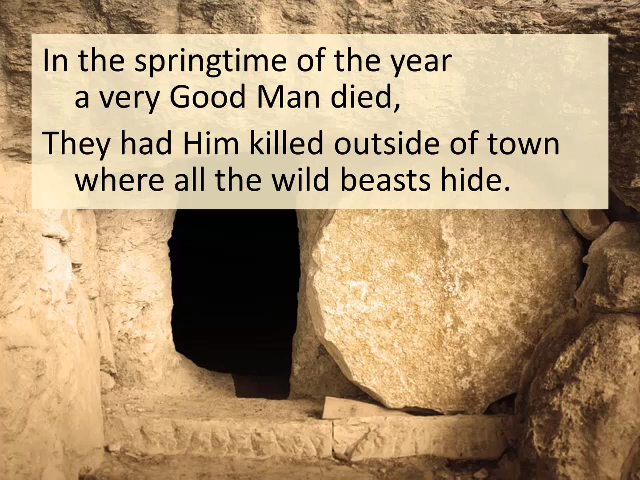 In the springtime of the year
a very Good Man died,
They had Him killed outside of town
where all the wild beasts hide.